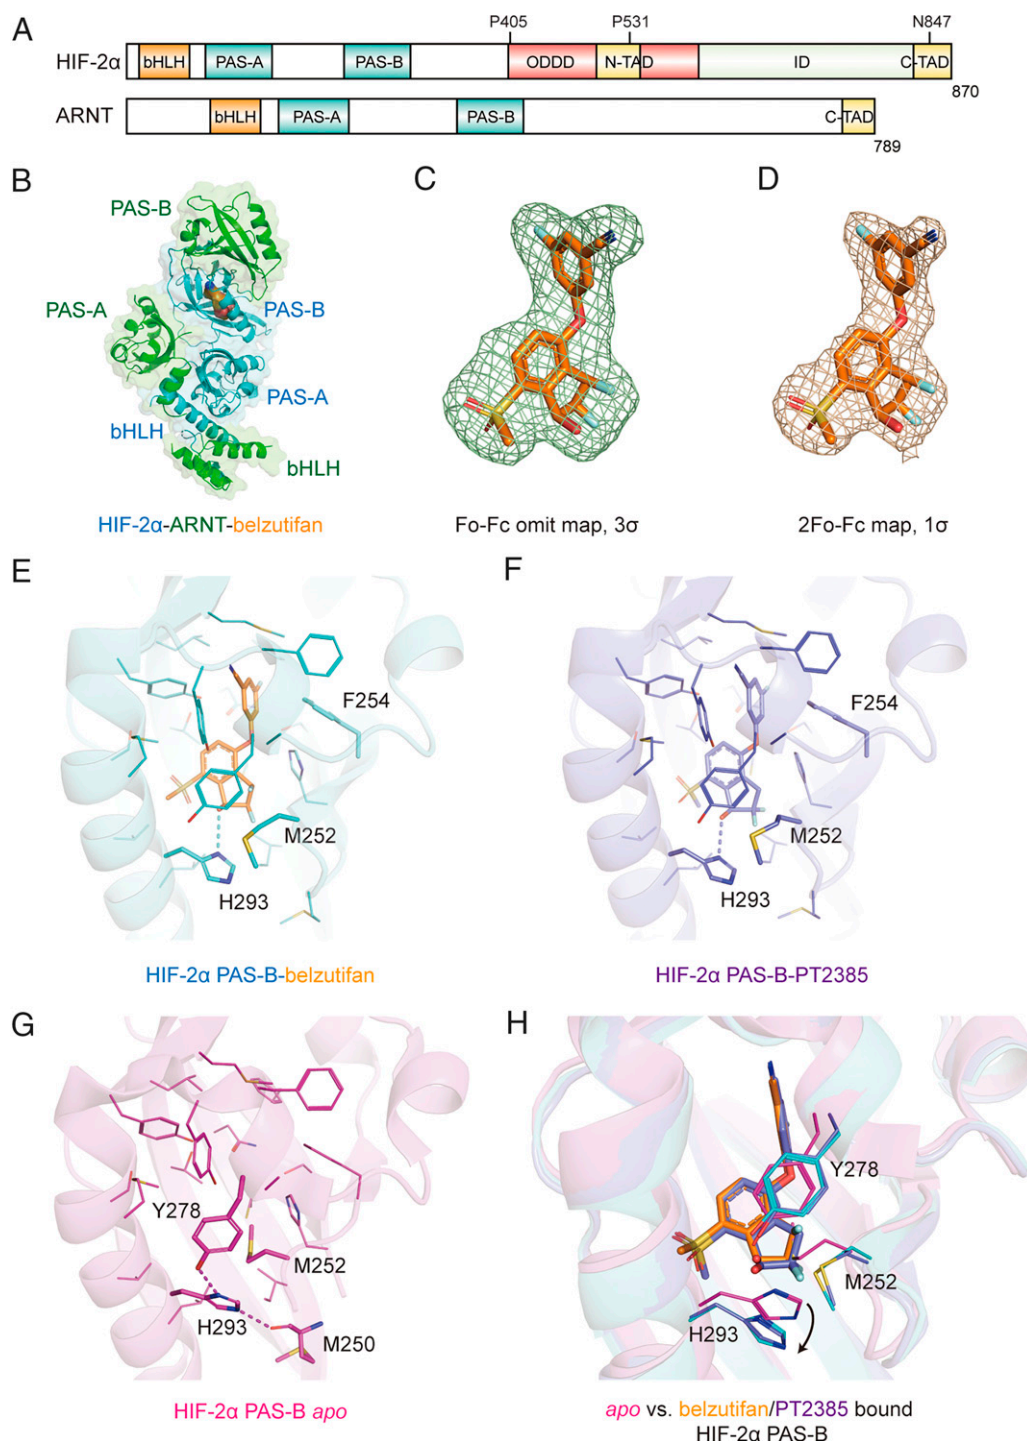 A
P405 P531 N847
HIF-2α bHLH PAS-A PAS-B ODDD N-TAD ID C-TAD
870
ARNT bHLH PAS-A PAS-B C-TAD
789
B
PAS-B
PAS-A
PAS-B
PAS-A
bHLH
bHLH
HIF-2α-ARNT-belzutifan
C
Fo-Fc omit map, 3σ
D
2Fo-Fc map, 1σ
E
F254
M252
H293
HIF-2α PAS-B-belzutifan
F
F254
M252
H293
HIF-2α PAS-B-PT2385
G
Y278
M252
H293
M250
HIF-2α PAS-B apo
H
Y278
M252
H293
apo vs. belzutifan/PT2385 bound
HIF-2α PAS-B